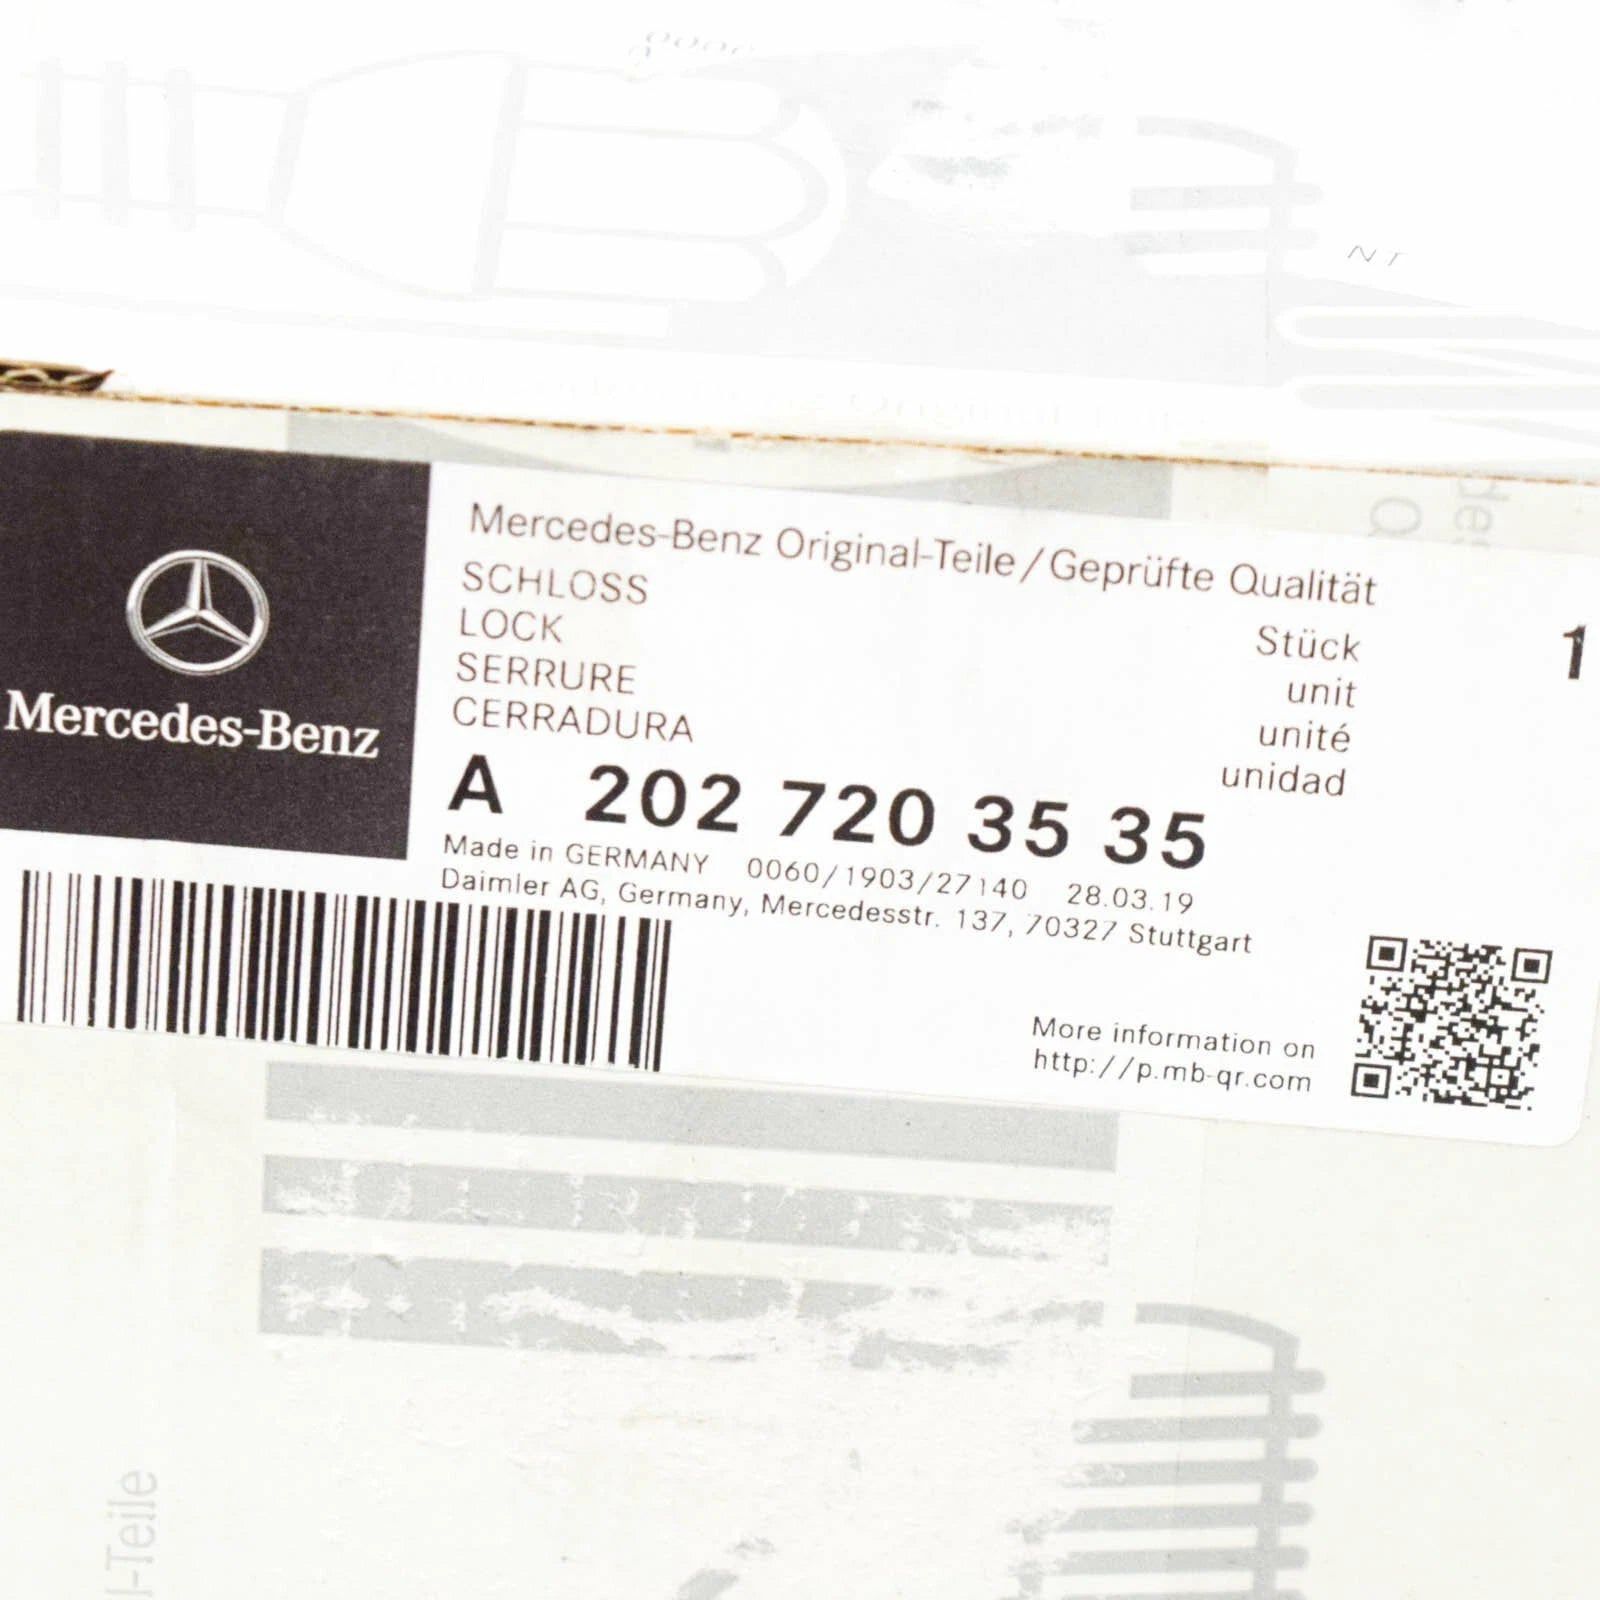 NT
Mercedes-Benz
Mercedes-Benz Original-Teile/Geprüfte Qualität
SCHLOSS
LOCK
SERRURE
CERRADURA
Stück 1
unit
unité
unidad
A 202 720 35 35
Made in GERMANY 0060/1903/27140 28.03.19
Daimler AG, Germany, Mercedesstr. 137, 70327 Stuttgart
More information on
http://p.mb-qr.com
l-Teile